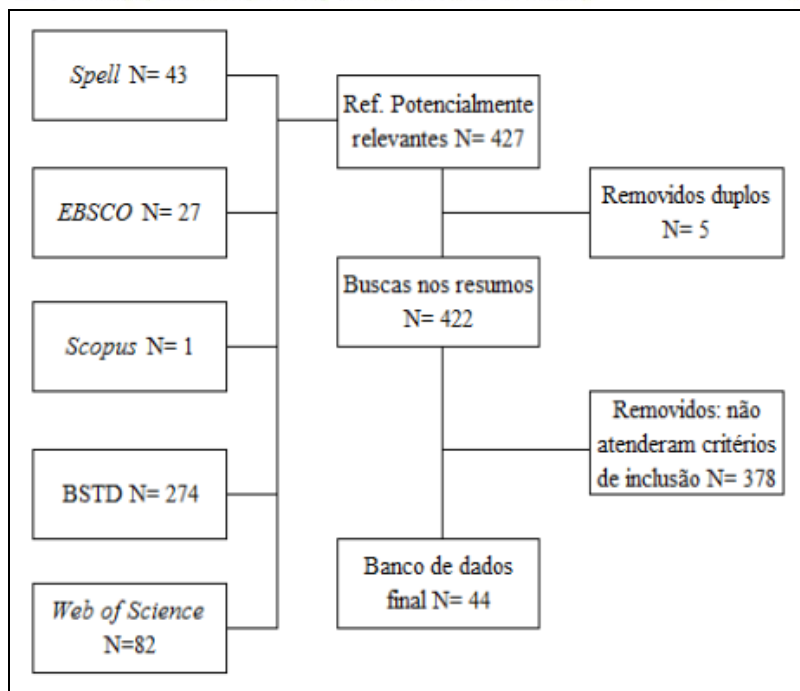 Spell N= 43
EBSCO N= 27
Scopus N= 1
BSTD N= 274
Web of Science
N=82
Ref. Potencialmente
relevantes N= 427
Removidos duplos
N= 5
Buscas nos resumos
N= 422
Removidos: não
atenderam critérios
de inclusão N= 378
Banco de dados
final N= 44